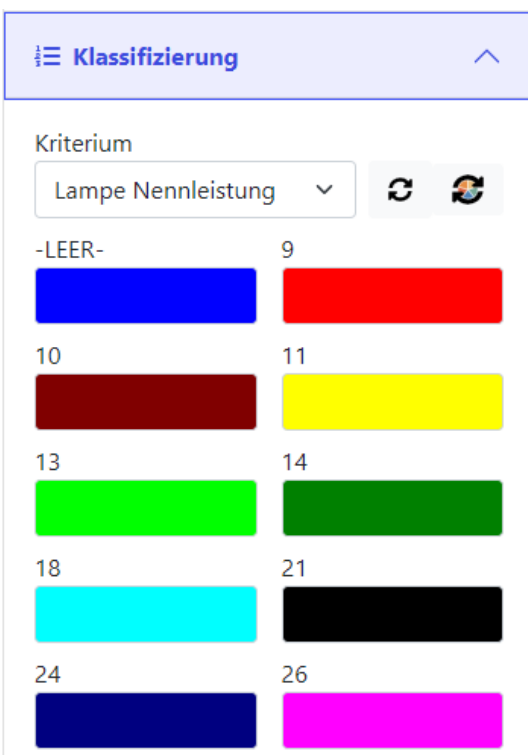 Klassifizierung
Kriterium
Lampe Nennleistung
-LEER- 9
10 11
13 14
18 21
24 26